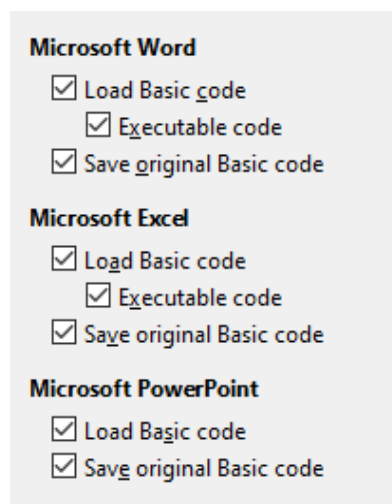 Microsoft Word
Load Basic code
Executable code
Save original Basic code
Microsoft Excel
Load Basic code
Executable code
Save original Basic code
Microsoft PowerPoint
Load Basic code
Save original Basic code